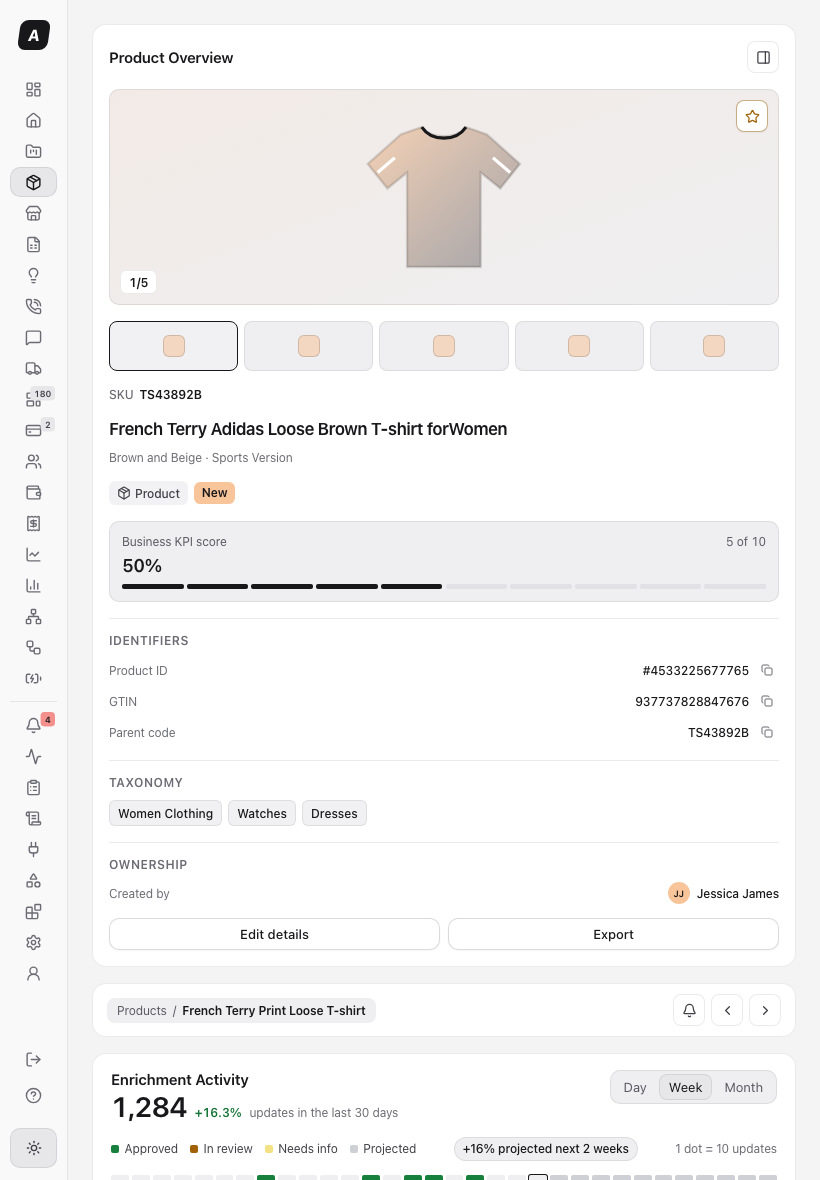 A
Product Overview
1/5
SKU TS43892B
French Terry Adidas Loose Brown T-shirt forWomen
Brown and Beige · Sports Version
Product New
Business KPI score 5 of 10
50%
IDENTIFIERS
Product ID #4533225677765
GTIN 937737828847676
Parent code TS43892B
TAXONOMY
Women Clothing Watches Dresses
OWNERSHIP
Created by JJ Jessica James
Edit details Export
180
2
4
Products / French Terry Print Loose T-shirt
Enrichment Activity
Day Week Month
1,284 +16.3% updates in the last 30 days
Approved In review Needs info Projected +16% projected next 2 weeks 1 dot = 10 updates